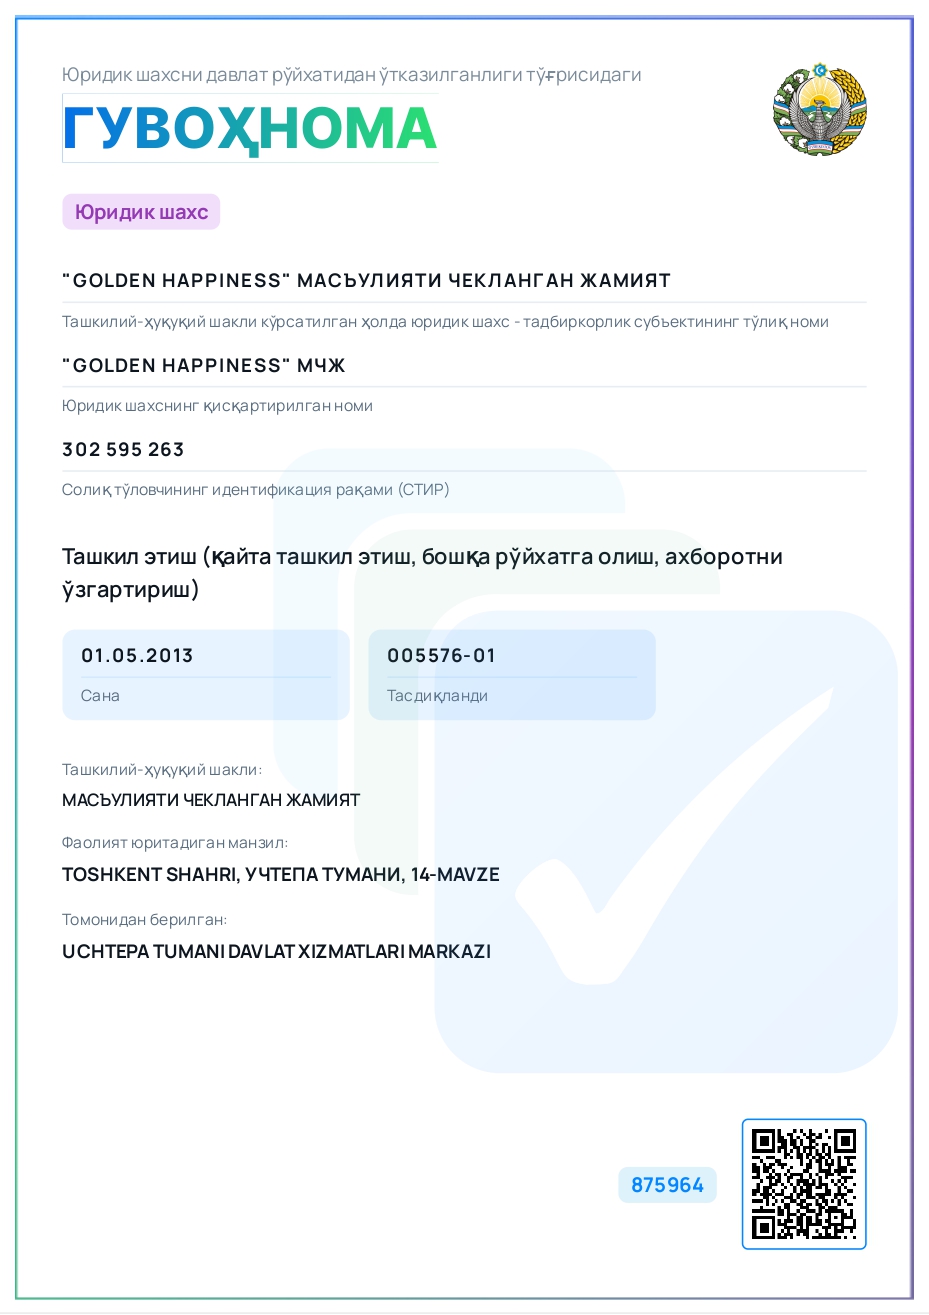 Юридик шахсни давлат рўйхатидан ўтказилганлиги тўғрисидаги
ГУВОҲНОМА
Юридик шахс
"GOLDEN HAPPINESS" МАСЪУЛИЯТИ ЧЕКЛАНГАН ЖАМИЯТ
Ташкилий-ҳуқуқий шакли кўрсатилган ҳолда юридик шахс - тадбиркорлик субъектининг тўлиқ номи
"GOLDEN HAPPINESS" МЧЖ
Юридик шахснинг қисқартирилган номи
302 595 263
Солиқ тўловчининг идентификация рақами (СТИР)
Ташкил этиш (қайта ташкил этиш, бошқа рўйхатга олиш, ахборотни
ўзгартириш)
01.05.2013
005576-01
Сана
Тасдиқланди
Ташкилий-ҳуқуқий шакли:
МАСЪУЛИЯТИ ЧЕКЛАНГАН ЖАМИЯТ
Фаолият юритадиган манзил:
TOSHKENT SHAHRI, УЧТЕПА ТУМАНИ, 14-MAVZE
Томонидан берилган:
UCHTEPA TUMANI DAVLAT XIZMATLARI MARKAZI
875964